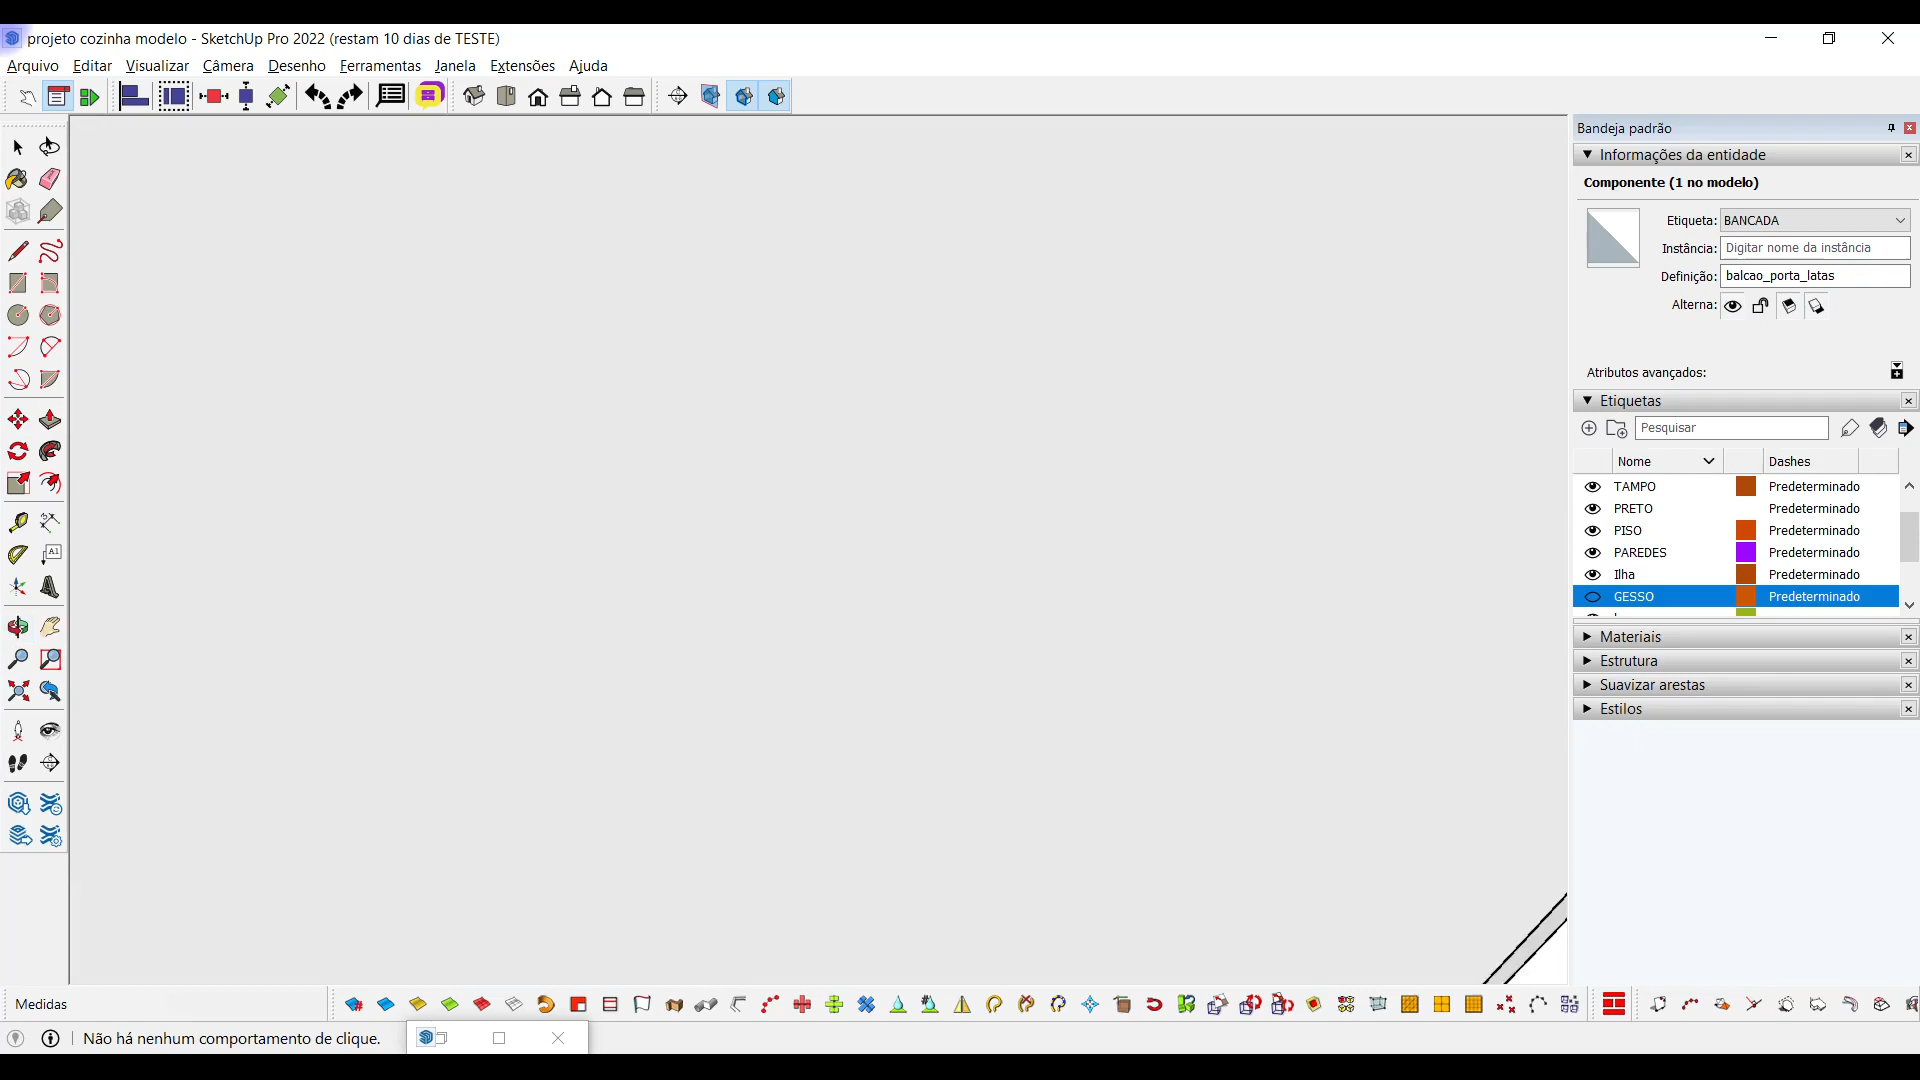 projeto cozinha modelo - SketchUp Pro 2022 (restam 10 dias de TESTE)
Arquivo Editar Visualizar Câmera Desenho Ferramentas Janela Extensões Ajuda
Bandeja padrão
Informações da entidade
Componente (1 no modelo)
Etiqueta: BANCADA
Instância: Digitar nome da instância
Definição: balcao_porta_latas
Alterna:
Atributos avançados:
Etiquetas
Pesquisar
Nome Dashes
TAMPO Predeterminado
PRETO Predeterminado
PISO Predeterminado
PAREDES Predeterminado
Ilha Predeterminado
GESSO Predeterminado
Materiais
Estrutura
Suavizar arestas
Estilos
A1
Medidas
Não há nenhum comportamento de clique.